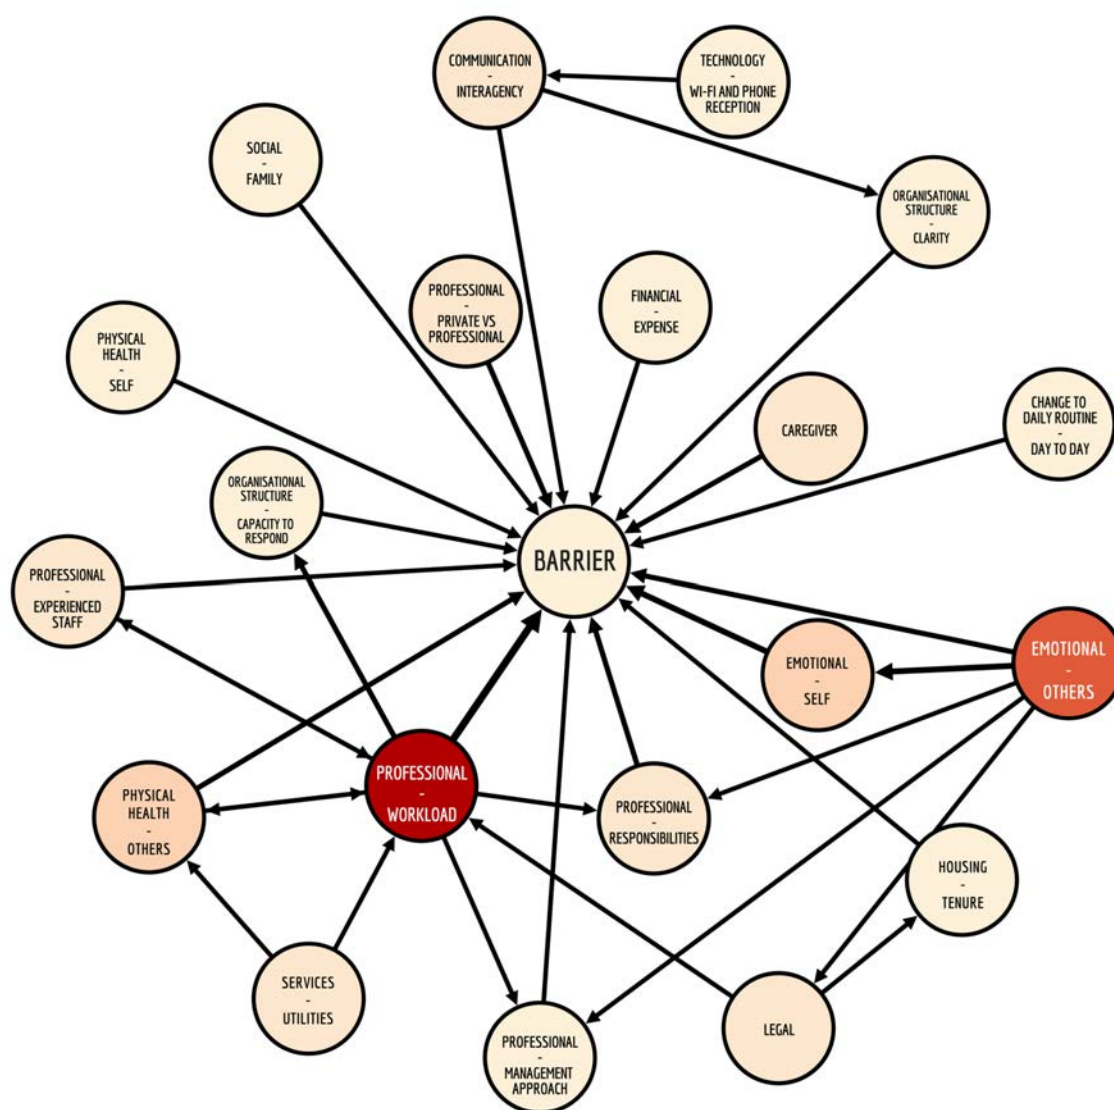 COMMUNICATION
-
INTERAGENCY
TECHNOLOGY
-
WI-FI AND PHONE
RECEPTION
SOCIAL
-
FAMILY
ORGANISATIONAL
STRUCTURE
-
CLARITY
PROFESSIONAL
-
PRIVATE VS
PROFESSIONAL
FINANCIAL
-
EXPENSE
PHYSICAL
HEALTH
-
SELF
CAREGIVER
CHANGE TO
DAILY ROUTINE
-
DAY TO DAY
ORGANISATIONAL
STRUCTURE
-
CAPACITY TO
RESPOND
BARRIER
PROFESSIONAL
-
EXPERIENCED
STAFF
EMOTIONAL
-
SELF
EMOTIONAL
-
OTHERS
PHYSICAL
HEALTH
-
OTHERS
PROFESSIONAL
-
WORKLOAD
PROFESSIONAL
-
RESPONSIBILITIES
HOUSING
-
TENURE
SERVICES
-
UTILITIES
PROFESSIONAL
-
MANAGEMENT
APPROACH
LEGAL